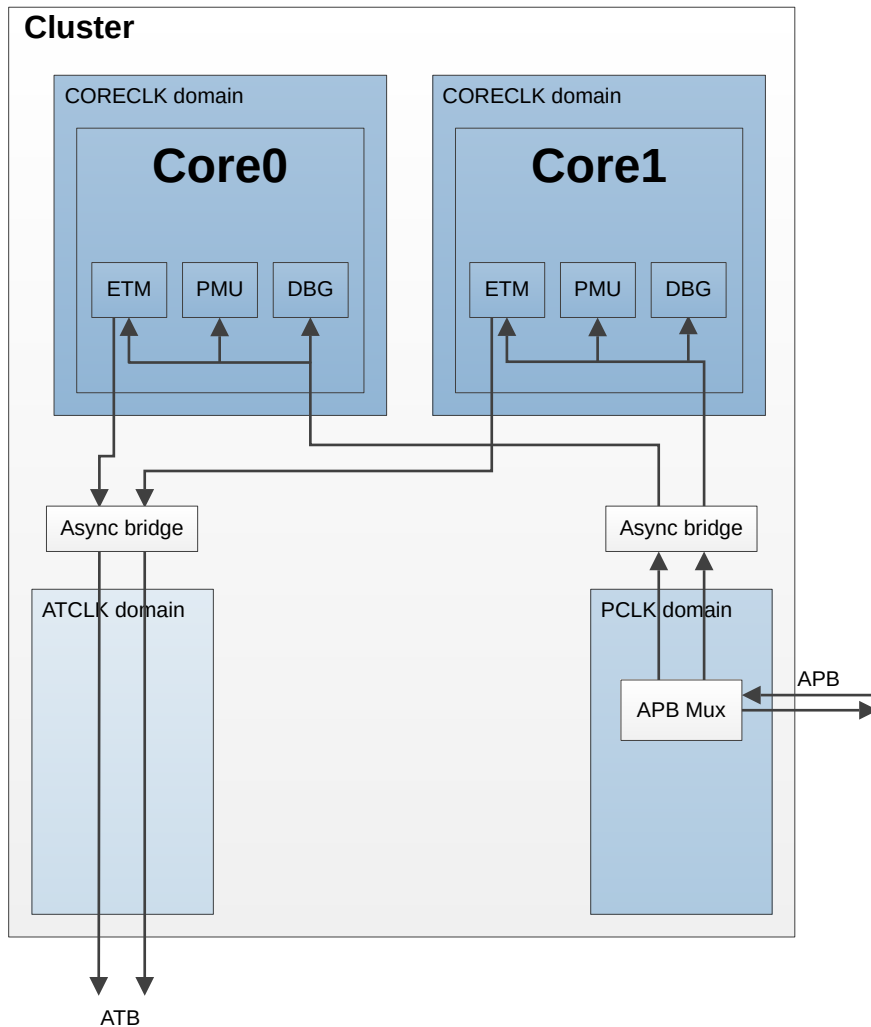 Cluster
CORECLK domain
CORECLK domain
Core0
Core1
ETM
PMU
DBG
ETM
PMU
DBG
Async bridge
Async bridge
ATCLK domain
PCLK domain
APB
APB Mux
ATB